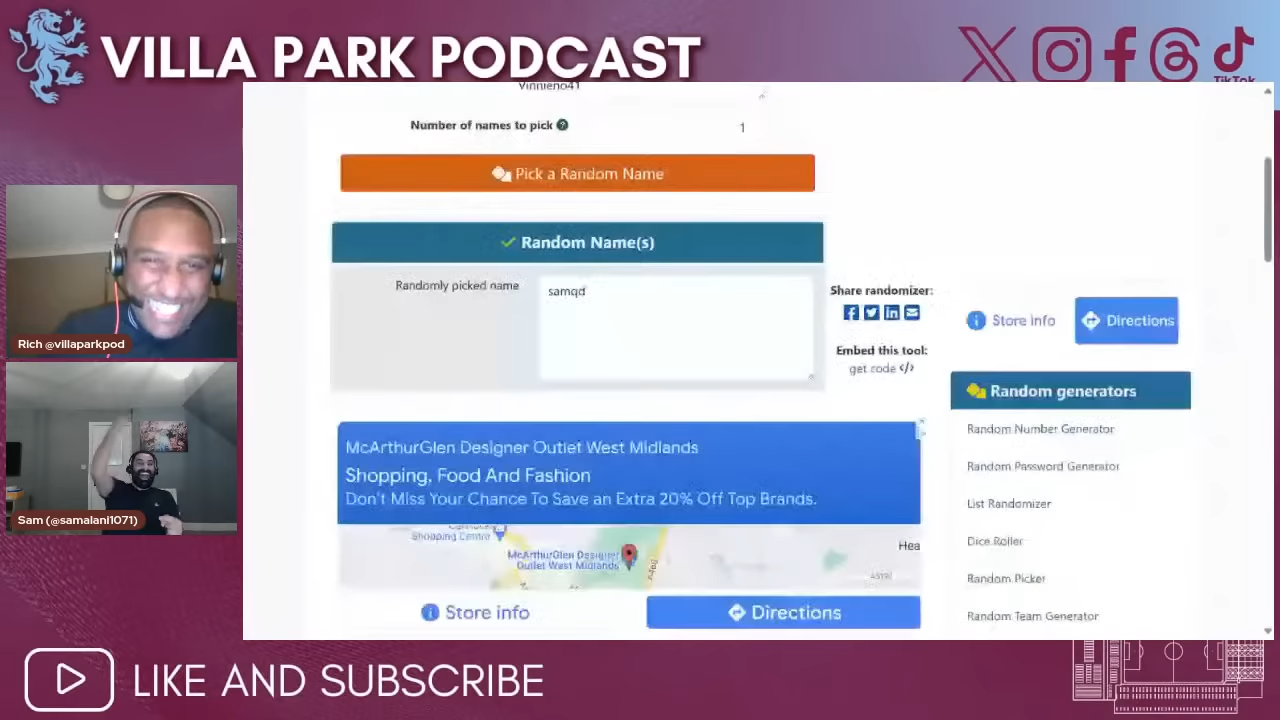 VILLA PARK PODCAST
TikTok
Vinnieno41
Number of names to pick
1
Pick a Random Name
Random Name(s)
Randomly picked name
samqd
Share randomizer:
Embed this tool:
get code </>
Store info
Directions
Random generators
Random Number Generator
Random Password Generator
List Randomizer
Dice Roller
Random Picker
Random Team Generator
McArthurGlen Designer Outlet West Midlands
Shopping, Food And Fashion
Don't Miss Your Chance To Save an Extra 20% Off Top Brands.
Shopping Centre
McArthurGlen Designer
Outlet West Midlands
Hea
Store info
Directions
Rich @villaparkpod
Sam (@samalani1071)
LIKE AND SUBSCRIBE